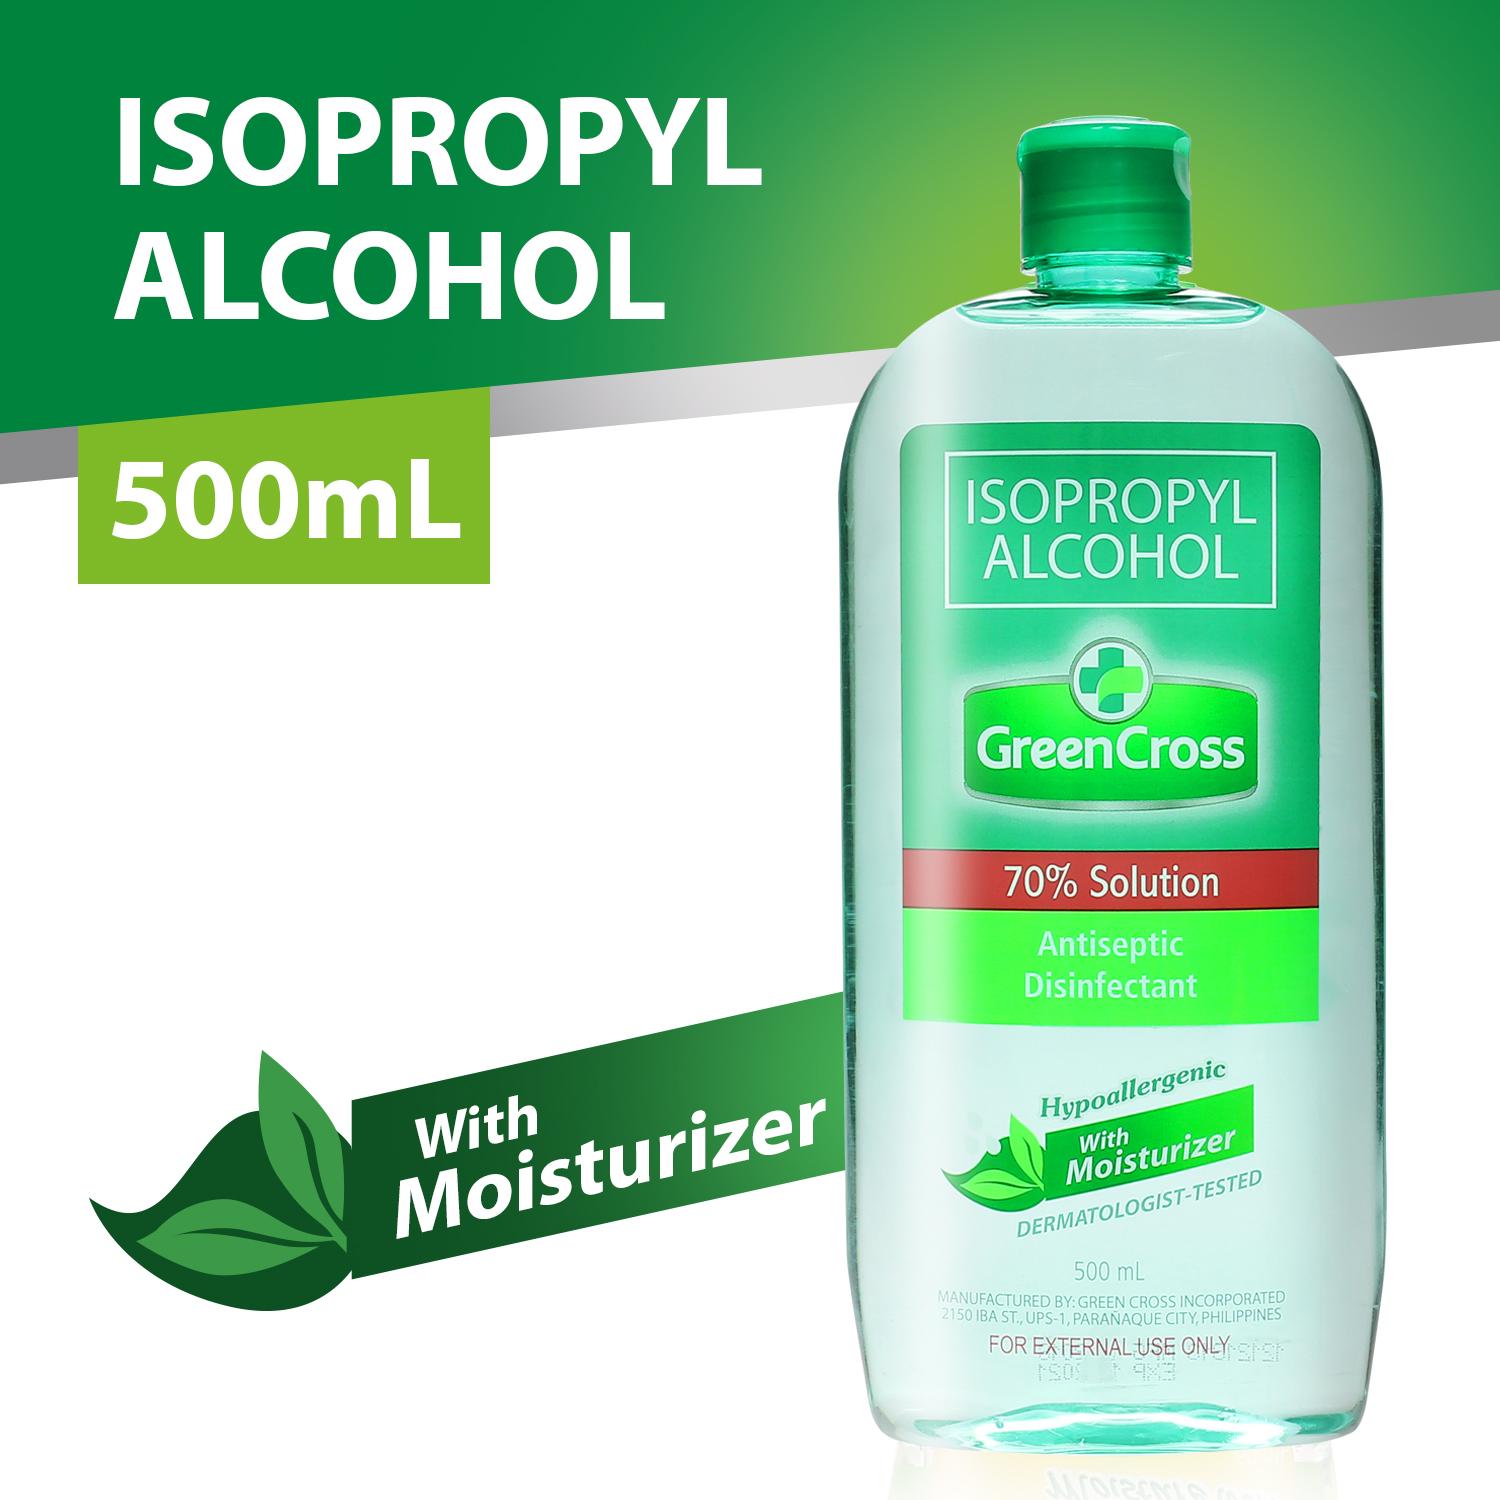 ISOPROPYL
ALCOHOL
500mL
With
Moisturizer
ISOPROPYL
ALCOHOL
GreenCross
70% Solution
Antiseptic
Disinfectant
Hypoallergenic
With
Moisturizer
DERMATOLOGIST-TESTED
500 mL
MANUFACTURED BY: GREEN CROSS INCORPORATED
2150 IBA ST., UPS-1, PARAÑAQUE CITY, PHILIPPINES
FOR EXTERNAL USE ONLY